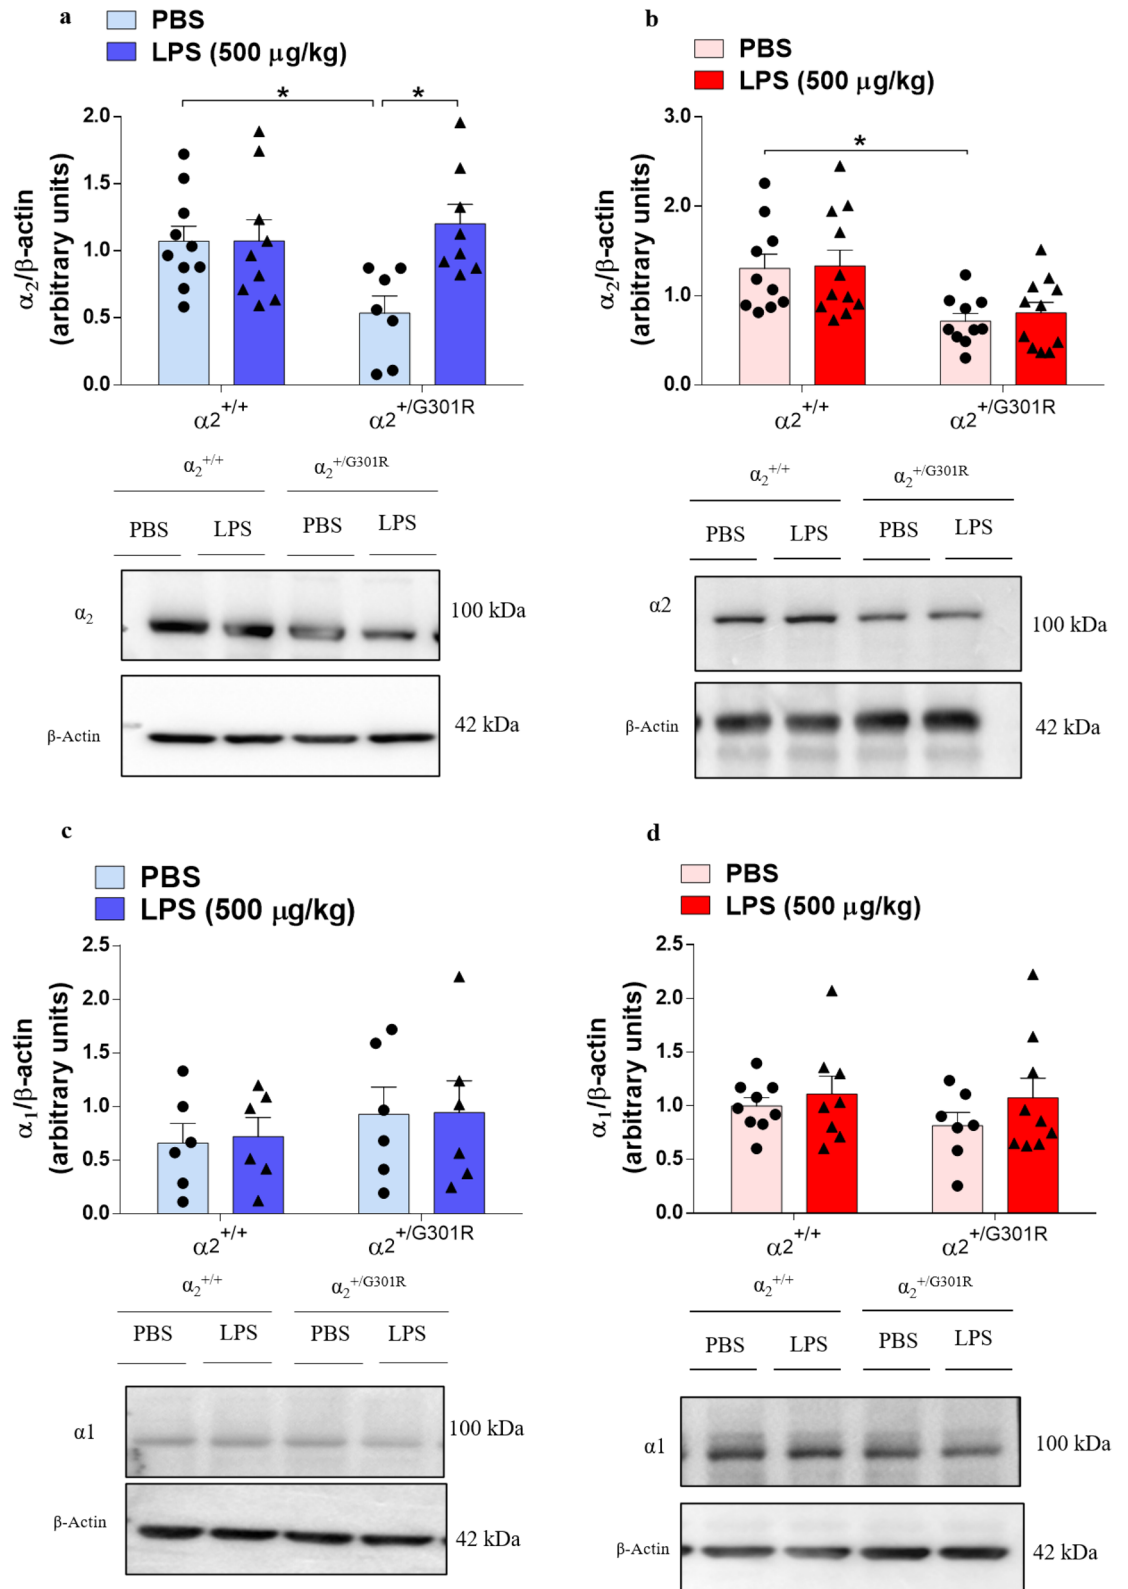 a
PBS
LPS (500 μg/kg)
* *
2.0
1.5
1.0
0.5
0.0
α2/β-actin
(arbitrary units)
α2+/+ α2+/G301R
α2+/+ α2+/G301R
PBS LPS PBS LPS
α2 100 kDa
β-Actin 42 kDa
b
PBS
LPS (500 μg/kg)
*
3.0
2.0
1.0
0.0
α2/β-actin
(arbitrary units)
α2+/+ α2+/G301R
α2+/+ α2+/G301R
PBS LPS PBS LPS
α2 100 kDa
β-Actin 42 kDa
c
PBS
LPS (500 μg/kg)
2.5
2.0
1.5
1.0
0.5
0.0
α1/β-actin
(arbitrary units)
α2+/+ α2+/G301R
α2+/+ α2+/G301R
PBS LPS PBS LPS
α1 100 kDa
β-Actin 42 kDa
d
PBS
LPS (500 μg/kg)
2.5
2.0
1.5
1.0
0.5
0.0
α1/β-actin
(arbitrary units)
α2+/+ α2+/G301R
α2+/+ α2+/G301R
PBS LPS PBS LPS
α1 100 kDa
β-Actin 42 kDa